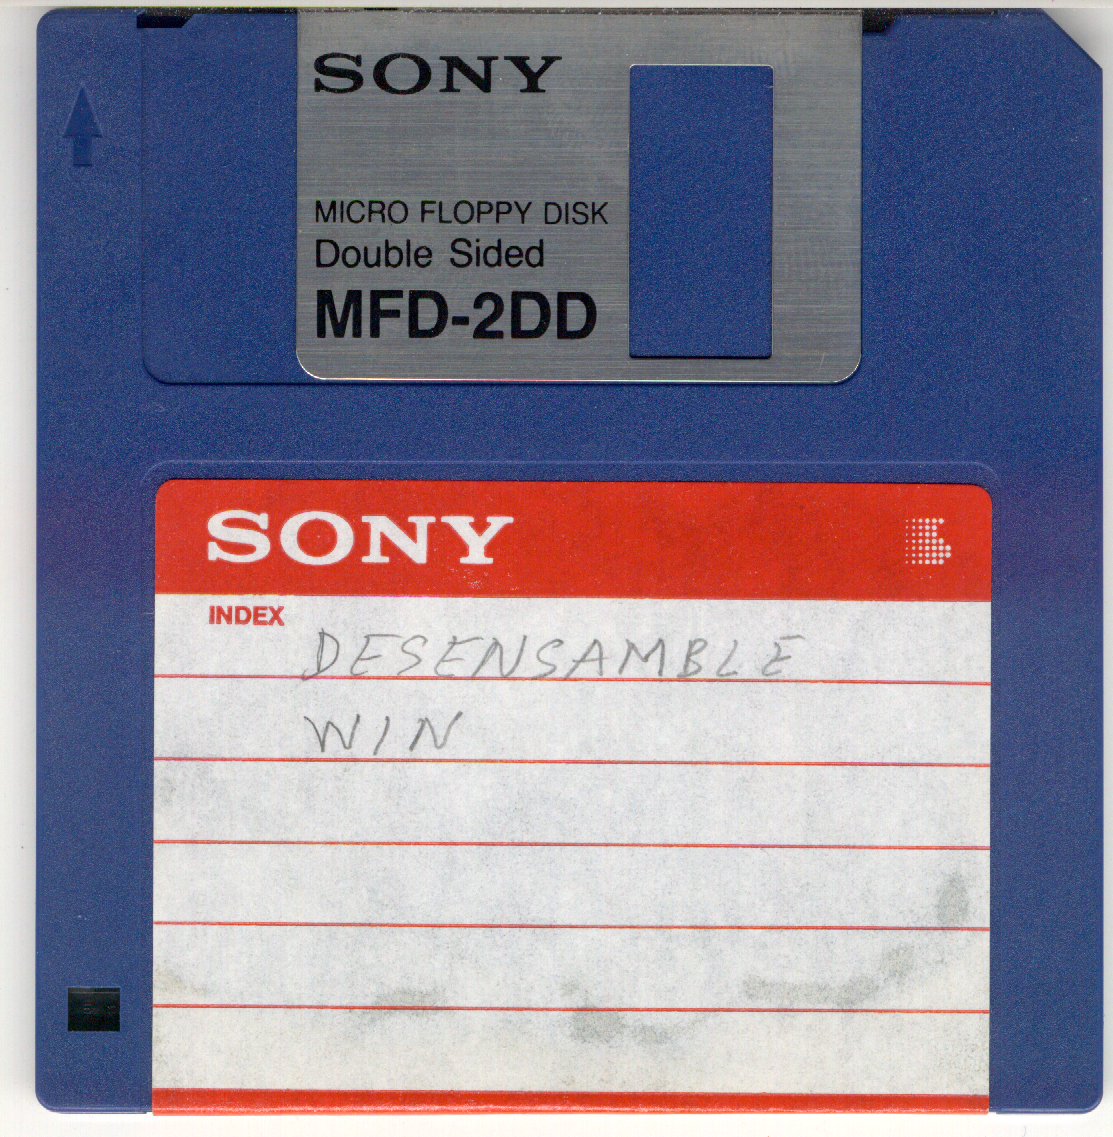 SONY
MICRO FLOPPY DISK
Double Sided
MFD-2DD
SONY
INDEX
DESENSAMBLE
WIN